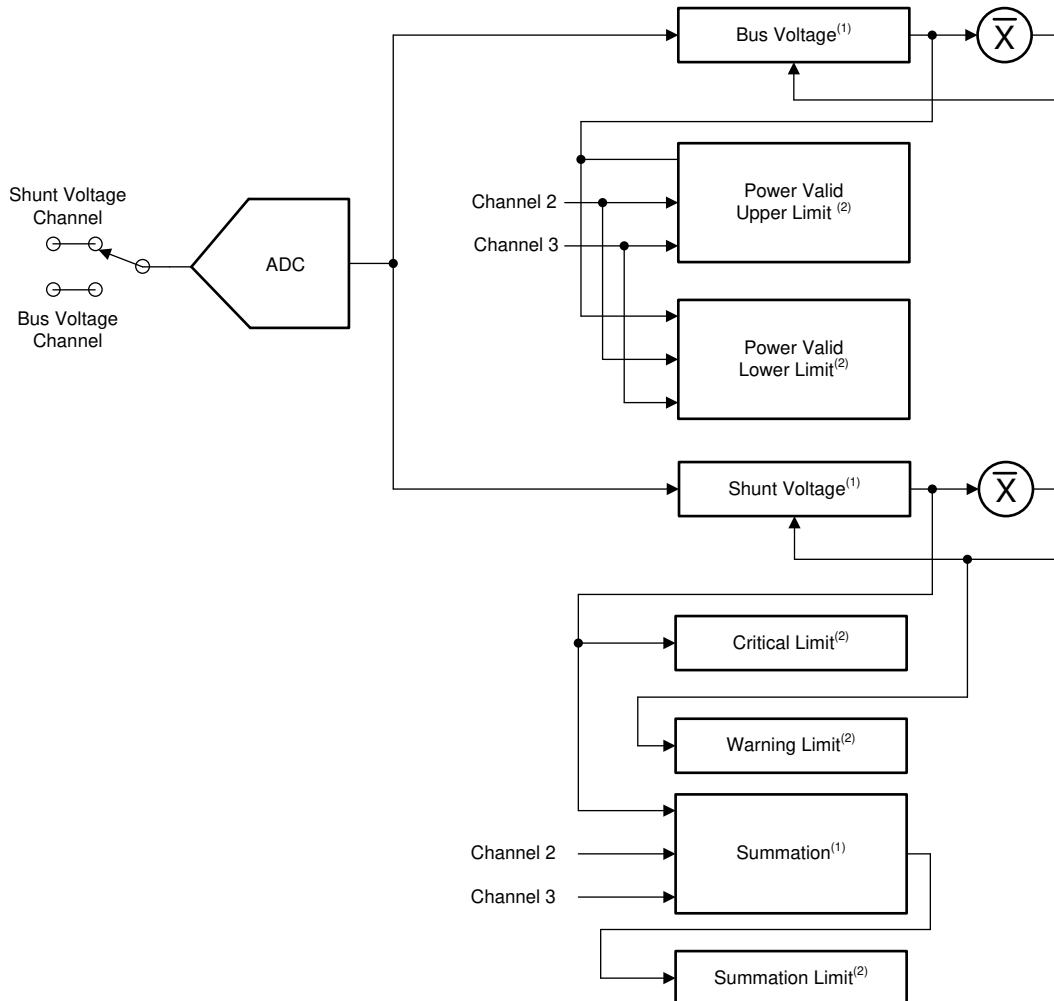 Bus Voltage(1)
X̅
Shunt Voltage
Channel
ADC
Bus Voltage
Channel
Channel 2
Channel 3
Power Valid
Upper Limit (2)
Power Valid
Lower Limit(2)
Shunt Voltage(1)
X̅
Critical Limit(2)
Warning Limit(2)
Channel 2
Channel 3
Summation(1)
Summation Limit(2)